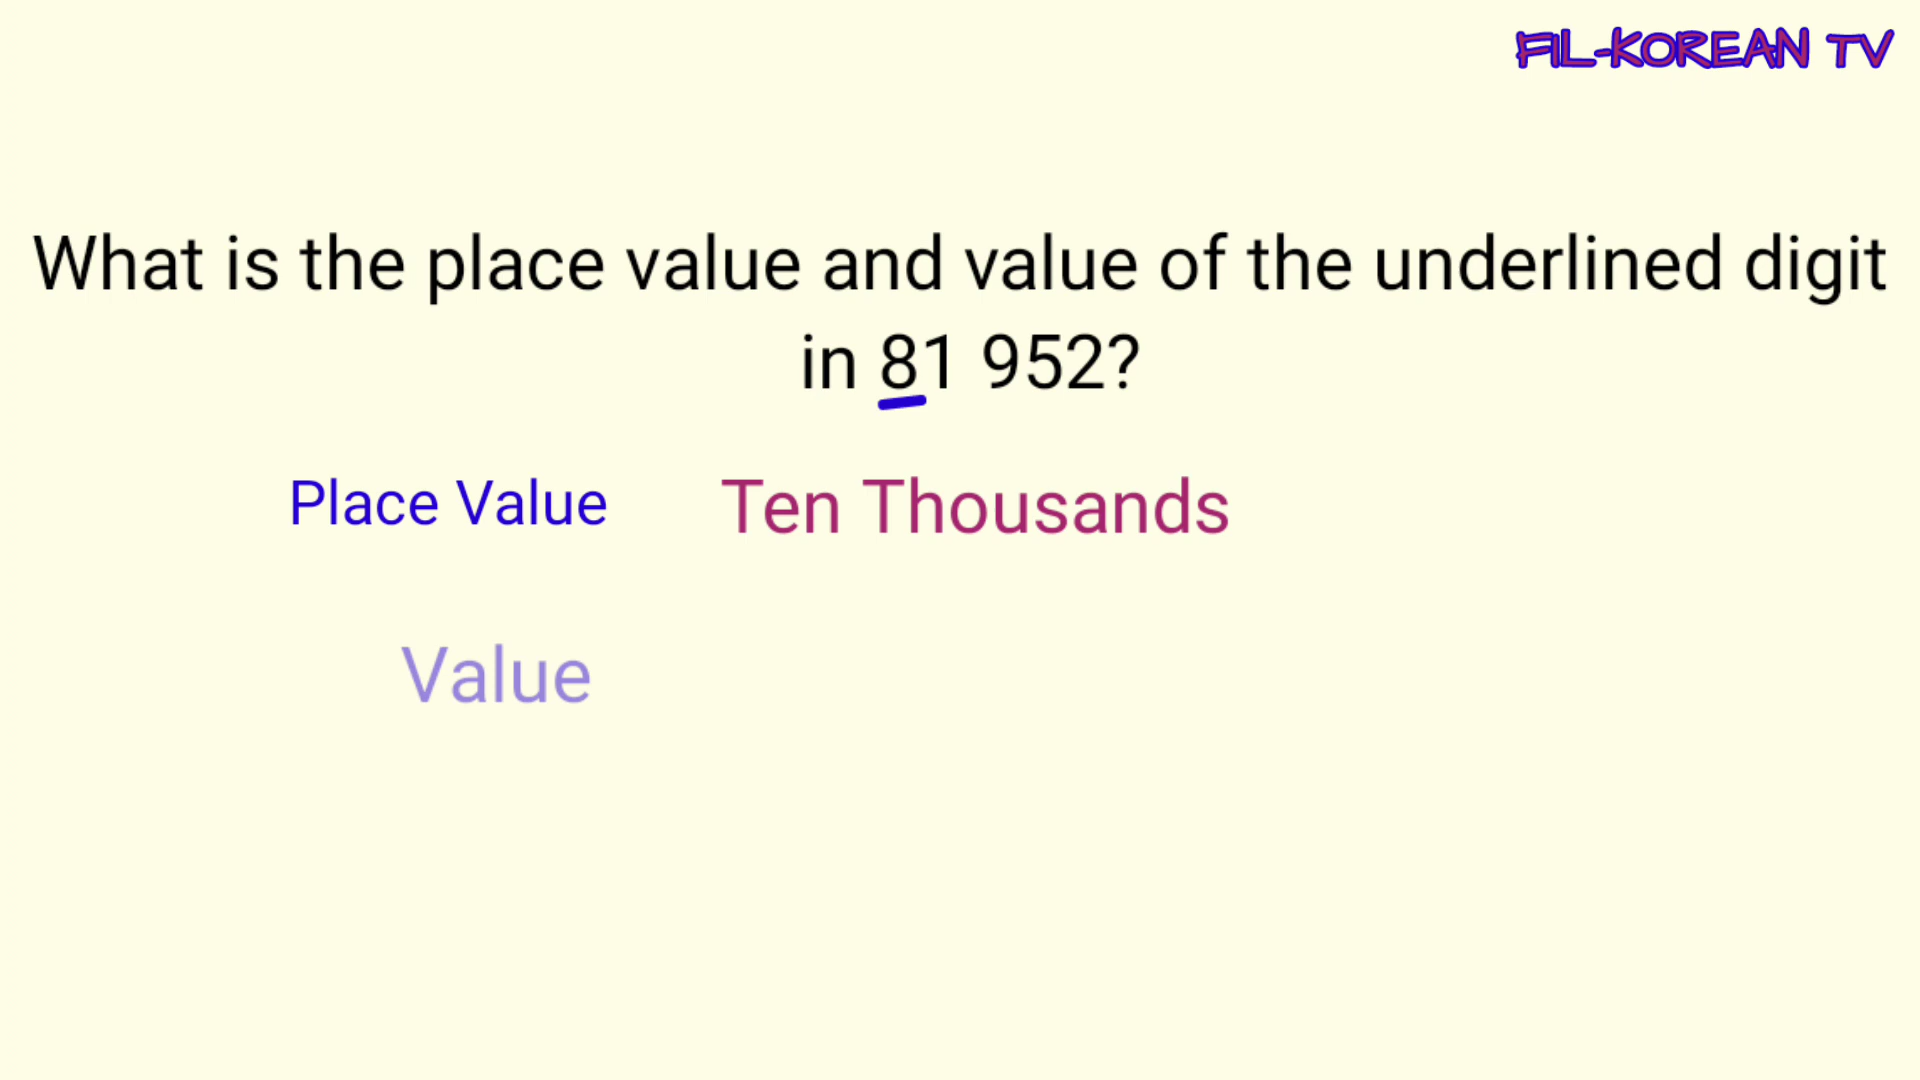 FIL-KOREAN TV
What is the place value and value of the underlined digit
in 81 952?
Place Value Ten Thousands
Value